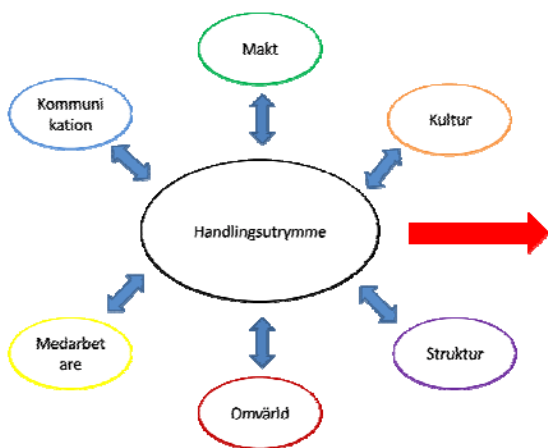 Makt
Kommuni
kation
Kultur
Handlingsutrymme
Medarbet
are
Struktur
Omvärld